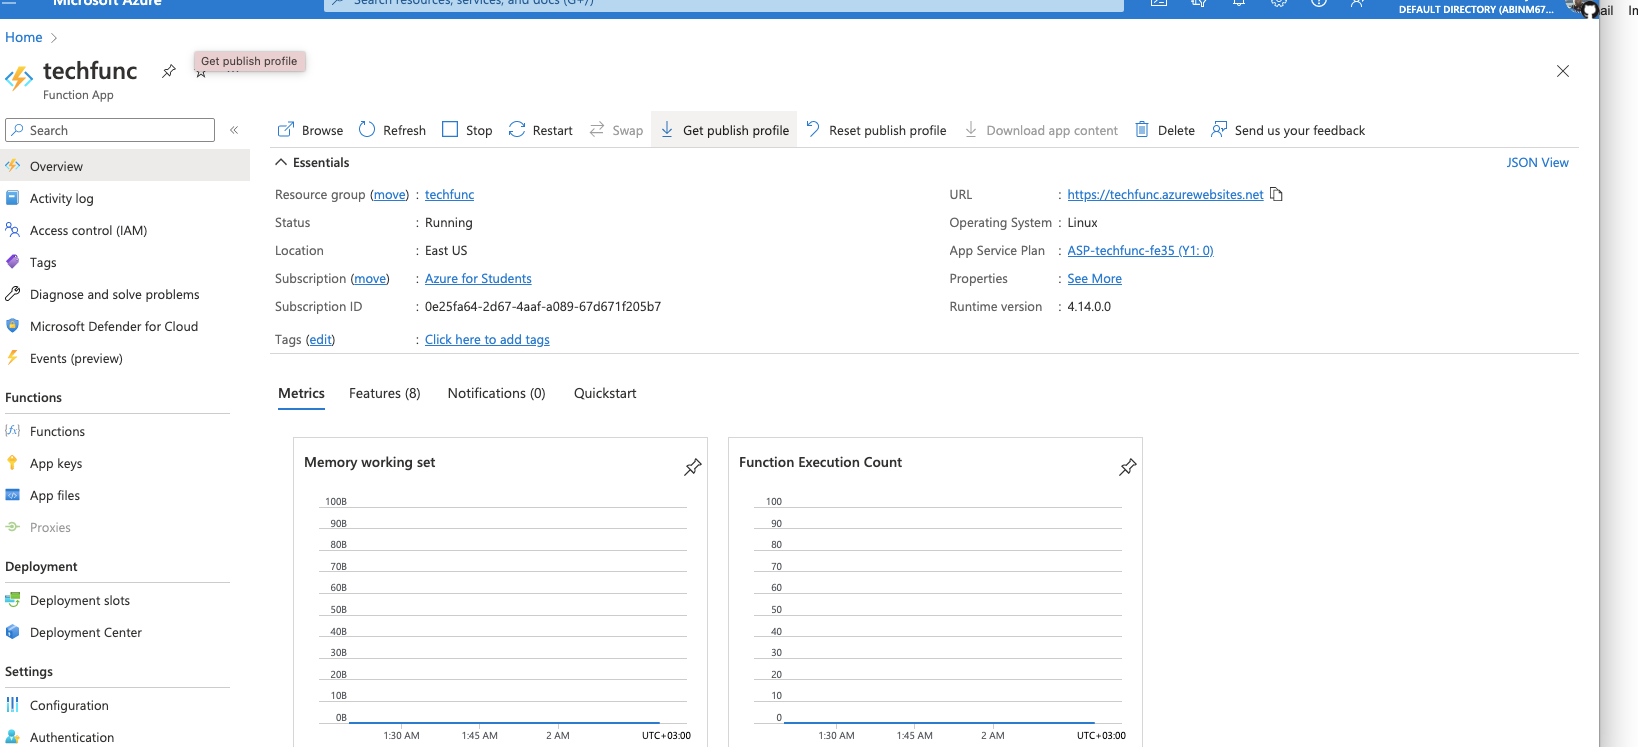 Microsoft Azure
Search resources, services, and docs (G+/)
DEFAULT DIRECTORY (ABINM67...
ail
Home
Get publish profile
techfunc
Function App
Search
«
Browse
Refresh
Stop
Restart
Swap
Get publish profile
Reset publish profile
Download app content
Delete
Send us your feedback
Overview
Activity log
Access control (IAM)
Tags
Diagnose and solve problems
Microsoft Defender for Cloud
Events (preview)
Functions
Functions
App keys
App files
Proxies
Deployment
Deployment slots
Deployment Center
Settings
Configuration
Authentication
Essentials
JSON View
Resource group (move) : techfunc
Status : Running
Location : East US
Subscription (move) : Azure for Students
Subscription ID : 0e25fa64-2d67-4aaf-a089-67d671f205b7
Tags (edit) : Click here to add tags
URL : https://techfunc.azurewebsites.net
Operating System : Linux
App Service Plan : ASP-techfunc-fe35 (Y1: 0)
Properties : See More
Runtime version : 4.14.0.0
Metrics
Features (8)
Notifications (0)
Quickstart
Memory working set
100B
90B
80B
70B
60B
50B
40B
30B
20B
10B
0B
1:30 AM
1:45 AM
2 AM
UTC+03:00
Function Execution Count
100
90
80
70
60
50
40
30
20
10
0
1:30 AM
1:45 AM
2 AM
UTC+03:00